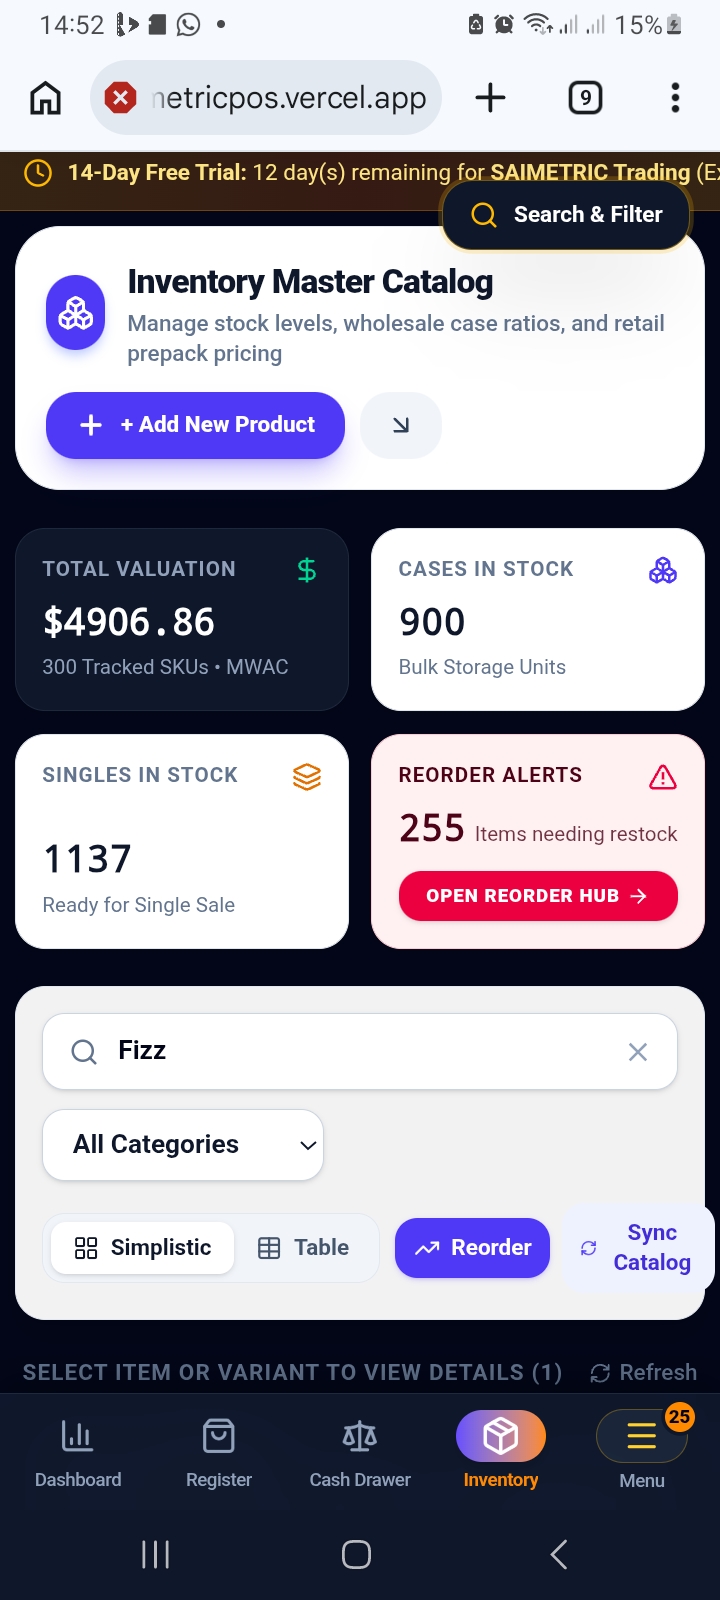 14:52
15%
netricpos.vercel.app
9
14-Day Free Trial: 12 day(s) remaining for SAIMETRIC Trading (Ex
Search & Filter
Inventory Master Catalog
Manage stock levels, wholesale case ratios, and retail
prepack pricing
+ Add New Product
TOTAL VALUATION
$4906.86
300 Tracked SKUs • MWAC
CASES IN STOCK
900
Bulk Storage Units
SINGLES IN STOCK
1137
Ready for Single Sale
REORDER ALERTS
255 Items needing restock
OPEN REORDER HUB →
Fizz
All Categories
Simplistic
Table
Reorder
Sync
Catalog
SELECT ITEM OR VARIANT TO VIEW DETAILS (1)
Refresh
25
Dashboard
Register
Cash Drawer
Inventory
Menu